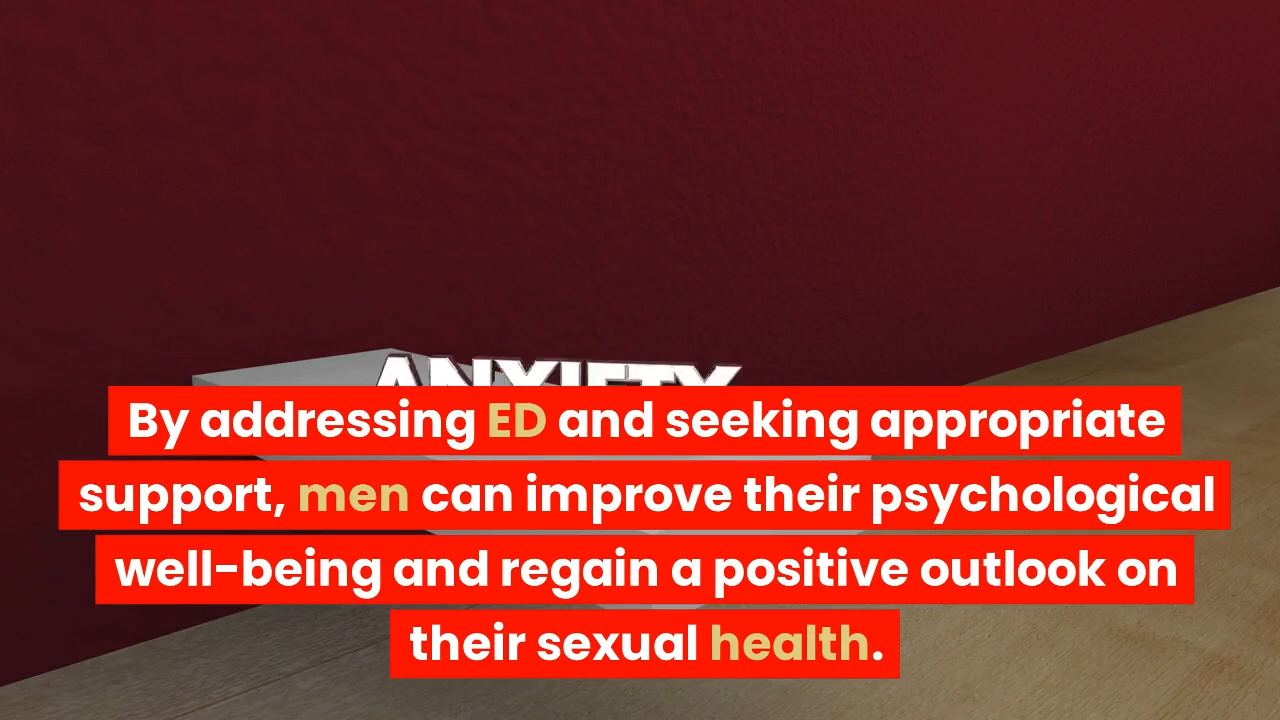 ANXIETY
By addressing ED and seeking appropriate
support, men can improve their psychological
well-being and regain a positive outlook on
their sexual health.